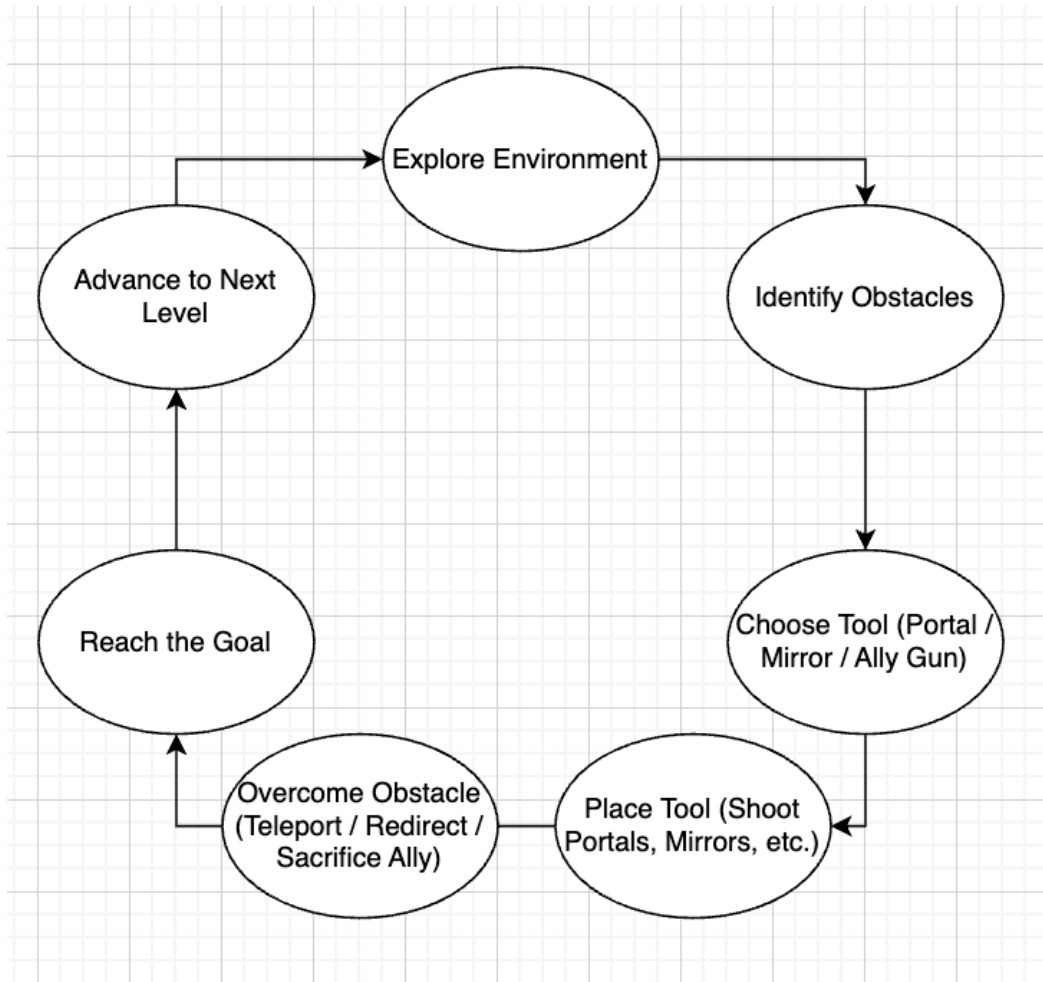 Explore Environment
Identify Obstacles
Choose Tool (Portal /
Mirror / Ally Gun)
Place Tool (Shoot
Portals, Mirrors, etc.)
Overcome Obstacle
(Teleport / Redirect /
Sacrifice Ally)
Reach the Goal
Advance to Next
Level